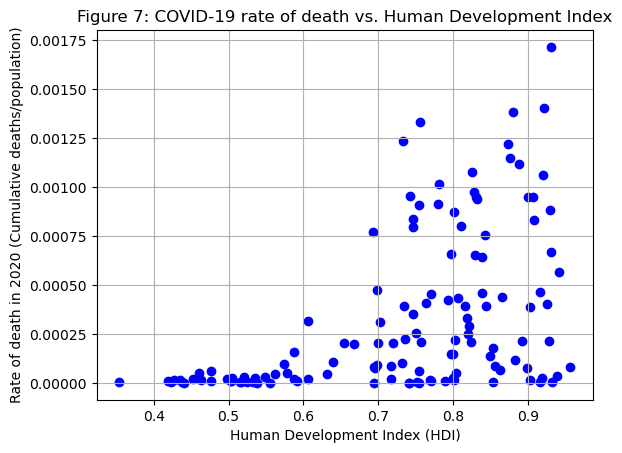 Figure 7: COVID-19 rate of death vs. Human Development Index
Rate of death in 2020 (Cumulative deaths/population)
0.00175
0.00150
0.00125
0.00100
0.00075
0.00050
0.00025
0.00000
0.4 0.5 0.6 0.7 0.8 0.9
Human Development Index (HDI)